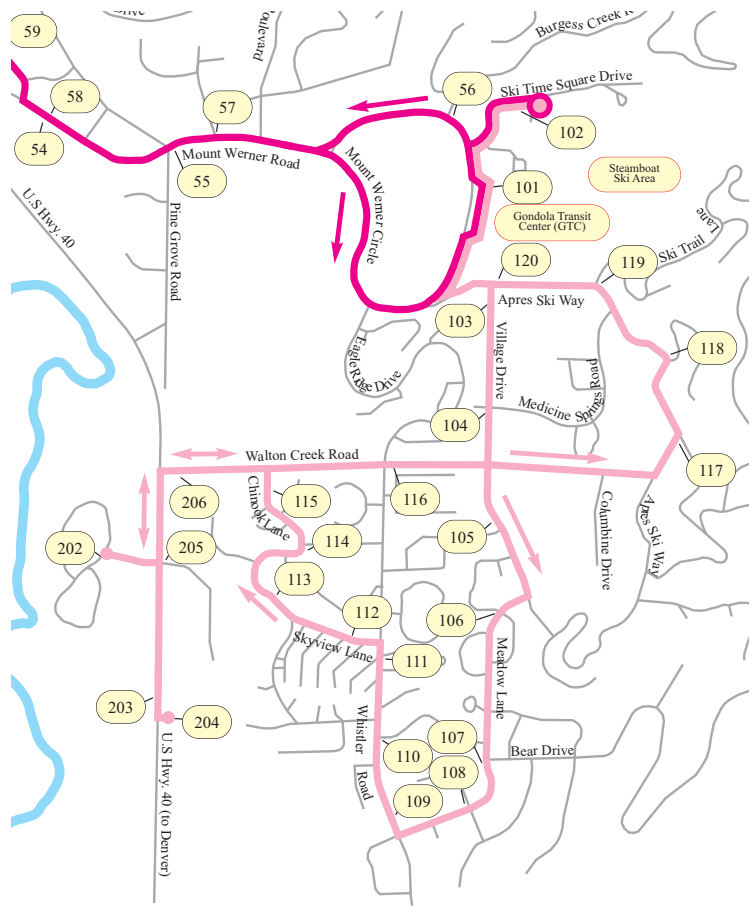 Drive
Boulevard
Burgess Creek R
59
58
57
56
Ski Time Square Drive
102
54
55
Mount Werner Road
Steamboat
Ski Area
101
Mount Werner Circle
Gondola Transit
Center (GTC)
U.S Hwy. 40
Pine Grove Road
Ski Trail
Lane
120
119
Apres Ski Way
103
118
Village Drive
Eagle Ridge Drive
Medicine Springs
Road
104
Walton Creek Road
117
206
Chinook Lane
115
116
Columbine Drive
Apres Ski Way
202
205
114
105
113
112
106
Skyview Lane
111
Meadow Lane
203
204
Whistler
Road
107
110
Bear Drive
108
109
U.S Hwy. 40 (to Denver)